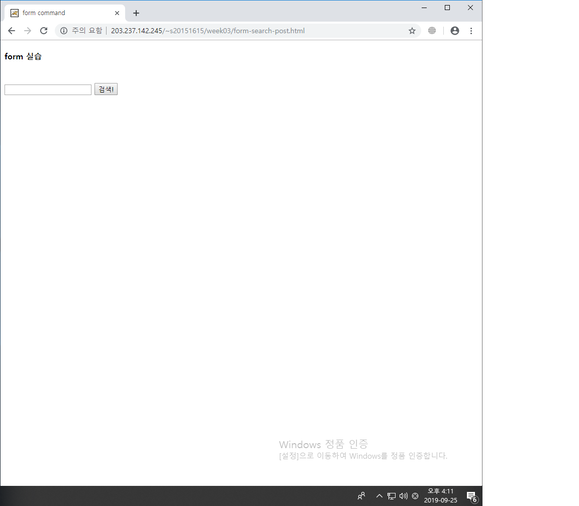 form command
주의 요함 | 203.237.142.245/~s20151615/week03/form-search-post.html
form 실습
검색!
Windows 정품 인증
[설정]으로 이동하여 Windows를 정품 인증합니다.
오후 4:11
2019-09-25
6